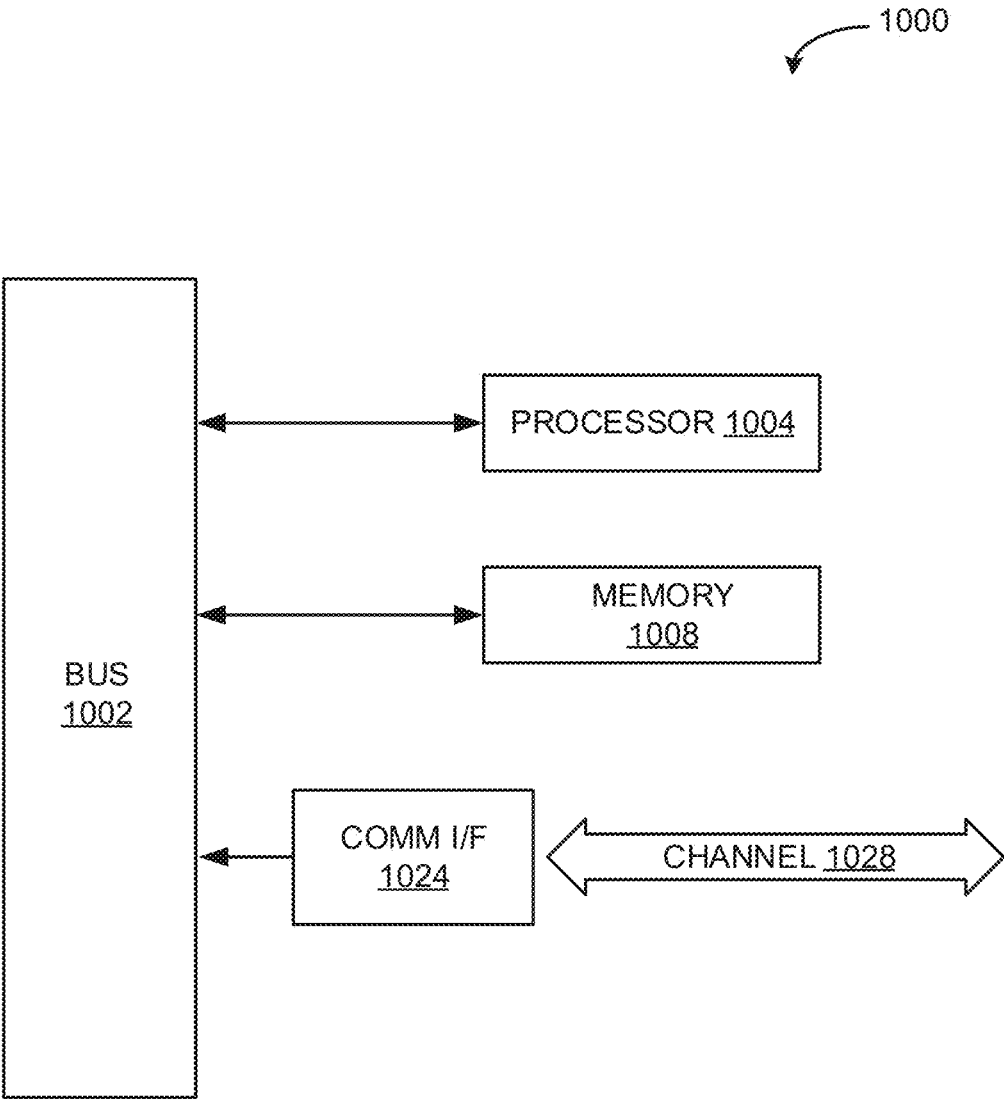 1000
PROCESSOR 1004
MEMORY
1008
BUS
1002
COMM I/F
1024
CHANNEL 1028